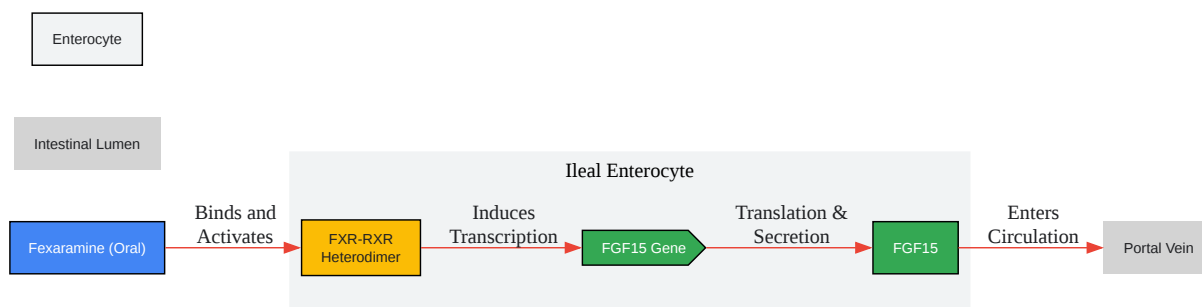 Enterocyte
Intestinal Lumen
Ileal Enterocyte
Fexaramine (Oral)
Binds and
Activates
FXR-RXR
Heterodimer
Induces
Transcription
FGF15 Gene
Translation &
Secretion
FGF15
Enters
Circulation
Portal Vein